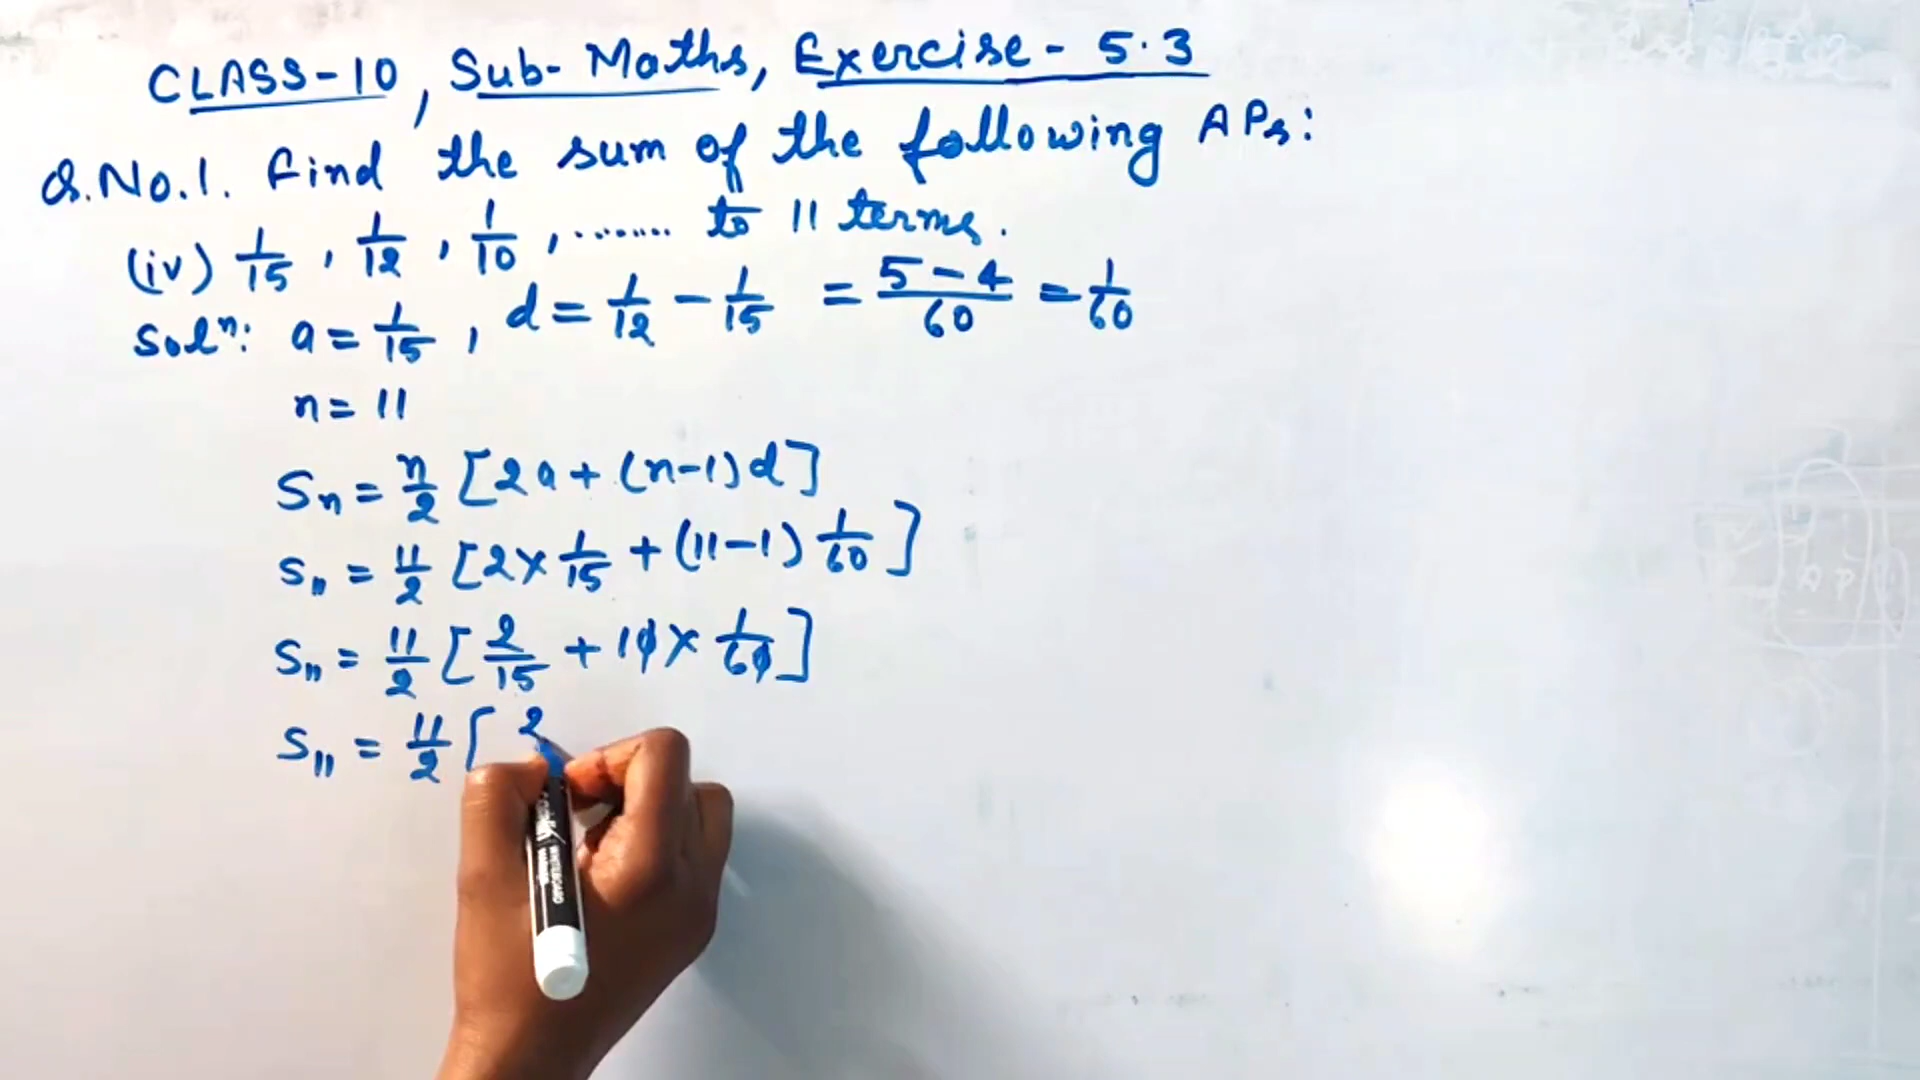 CLASS-10, Sub- Maths, Exercise - 5.3
Q.No.1. Find the sum of the following APs:
(iv) 1/15, 1/12, 1/10, ....... to 11 terms.
Solⁿ: a = 1/15, d = 1/12 - 1/15 = 5-4/60 = 1/60
n = 11
Sn = n/2 [2a + (n-1) d]
S11 = 11/2 [2 × 1/15 + (11-1) 1/60]
S11 = 11/2 [2/15 + 10 × 1/60]
S11 = 11/2 [2
WHITEBOARD MARKER